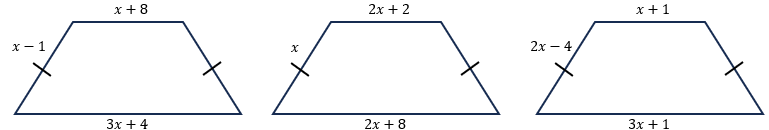 x + 8
x − 1
3x + 4
2x + 2
x
2x + 8
x + 1
2x − 4
3x + 1